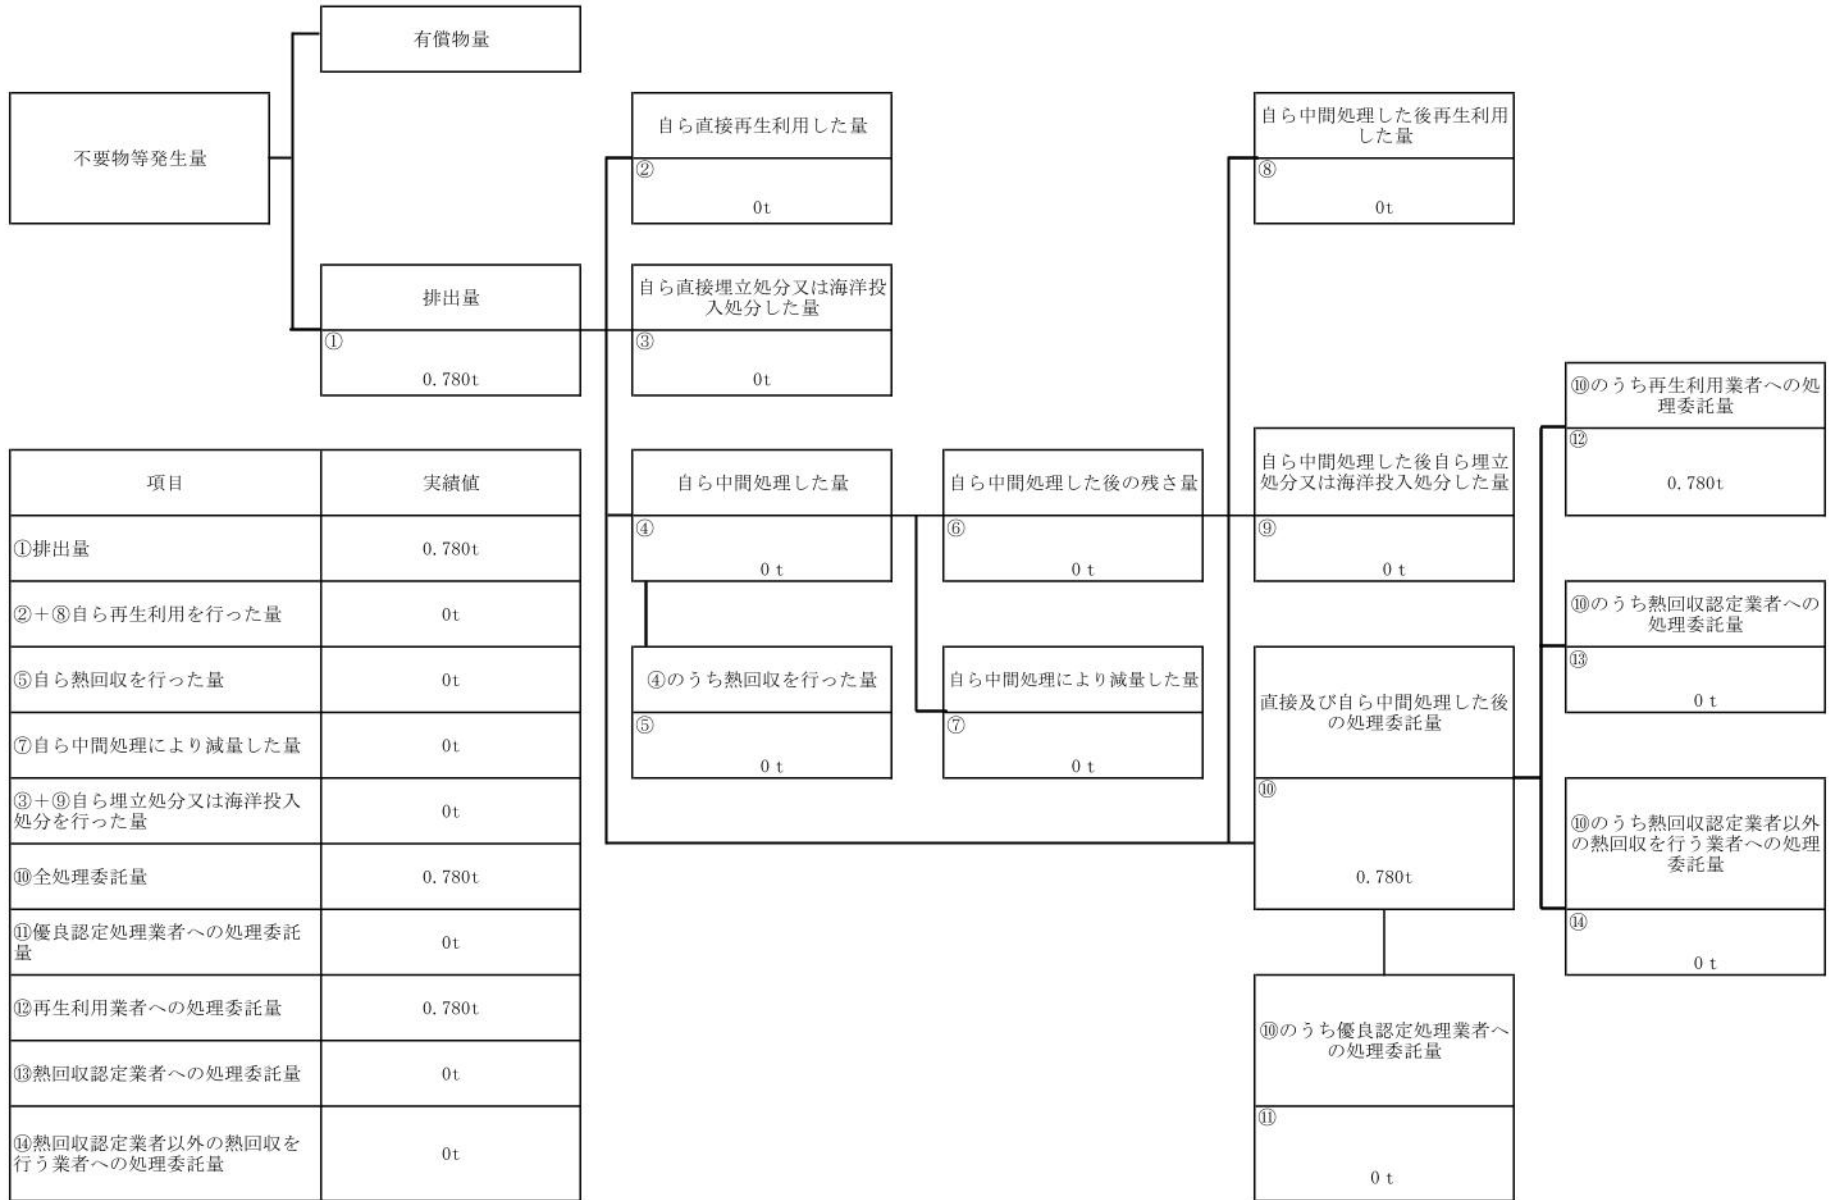 有償物量
不要物等発生量
自ら直接再生利用した量
②
0t
自ら中間処理した後再生利用
した量
⑧
0t
排出量
①
0.780t
自ら直接埋立処分又は海洋投
入処分した量
③
0t
自ら中間処理した量
④
0 t
自ら中間処理した後の残さ量
⑥
0 t
自ら中間処理した後自ら埋立
処分又は海洋投入処分した量
⑨
0 t
⑩のうち再生利用業者への処
理委託量
⑫
0.780t
⑩のうち熱回収認定業者への
処理委託量
⑬
0 t
④のうち熱回収を行った量
⑤
0 t
自ら中間処理により減量した量
⑦
0 t
直接及び自ら中間処理した後
の処理委託量
⑩
0.780t
⑩のうち熱回収認定業者以外
の熱回収を行う業者への処理
委託量
⑭
0 t
⑩のうち優良認定処理業者へ
の処理委託量
⑪
0 t
項目 実績値
①排出量 0.780t
②+⑧自ら再生利用を行った量 0t
⑤自ら熱回収を行った量 0t
⑦自ら中間処理により減量した量 0t
③+⑨自ら埋立処分又は海洋投入
処分を行った量 0t
⑩全処理委託量 0.780t
⑪優良認定処理業者への処理委託
量 0t
⑫再生利用業者への処理委託量 0.780t
⑬熱回収認定業者への処理委託量 0t
⑭熱回収認定業者以外の熱回収を
行う業者への処理委託量 0t